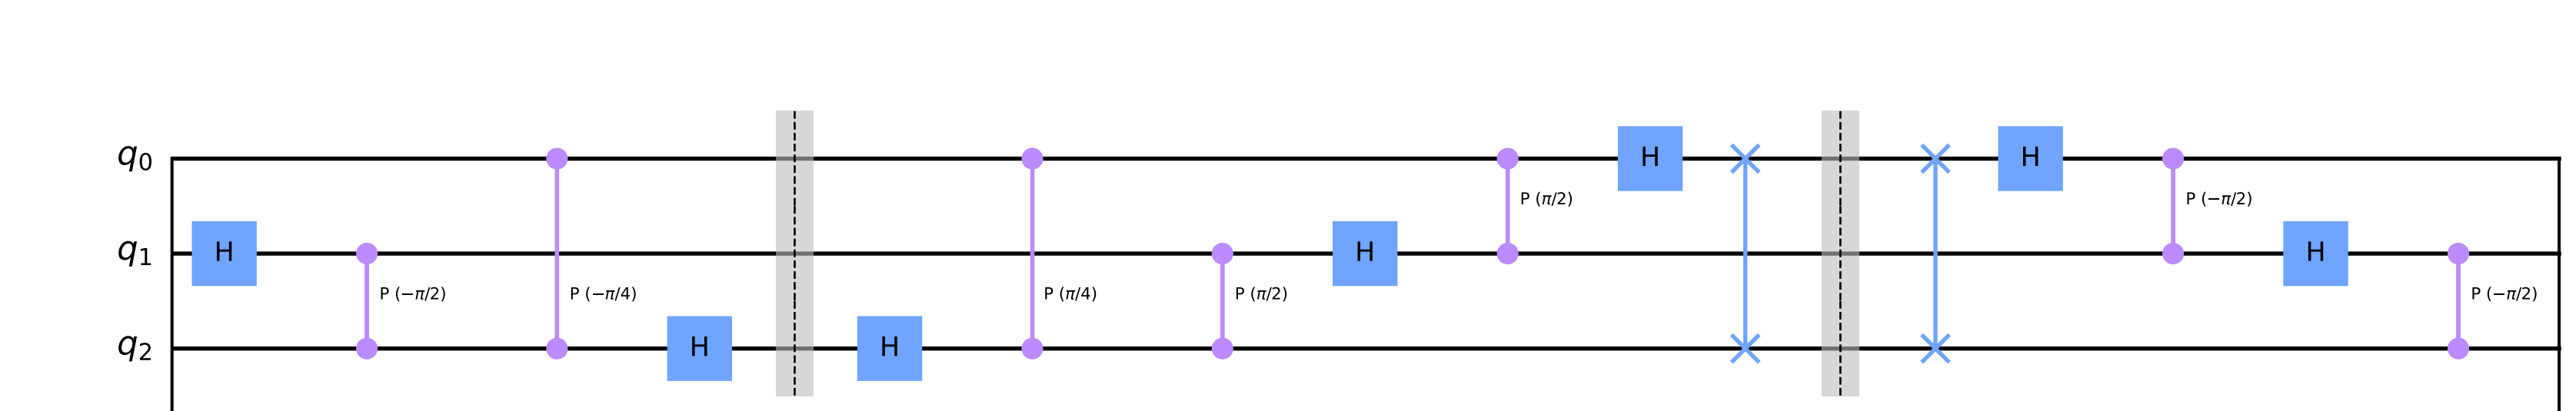 q0 H H
P (−π/2)
q1 H H H
P (−π/2) P (−π/4) P (π/4) P (π/2) P (π/2) P (−π/2)
q2 H H